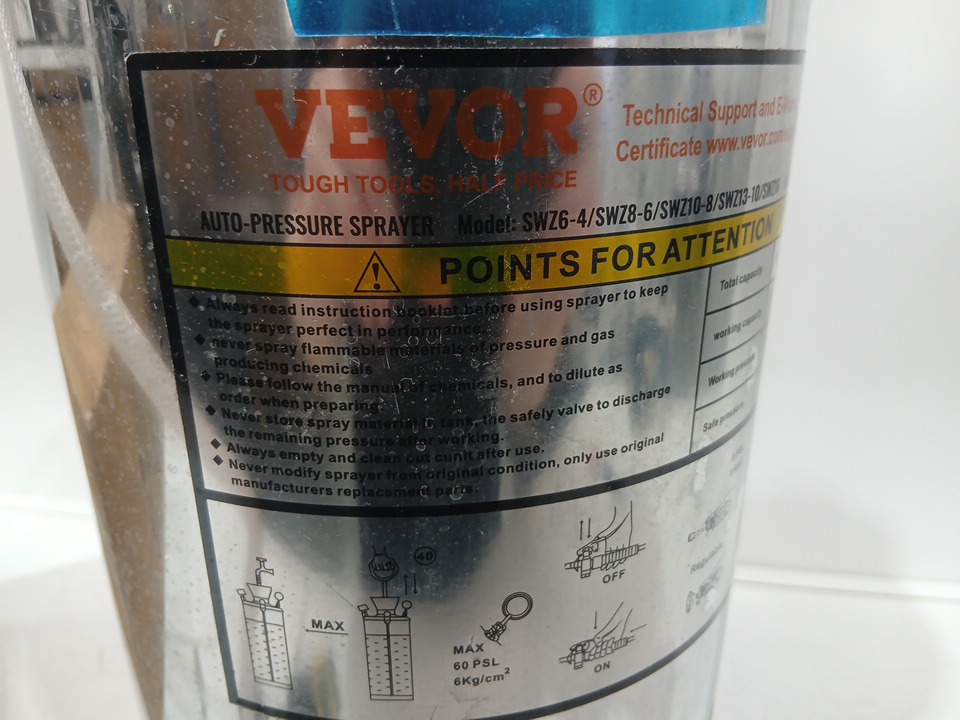 VEVOR®
TOUGH TOOLS, HALF PRICE
Technical Support and
Certificate www.vevor.com
AUTO-PRESSURE SPRAYER Model: SWZ6-4/SWZ8-6/SWZ10-8/SWZ13-10/
POINTS FOR ATTENTION
◆ Always read instruction booklet before using sprayer to keep
the sprayer perfect in performance.
◆ never spray flammable materials of pressure and gas
producing chemicals
◆ Please follow the manual of chemicals, and to dilute as
order when preparing.
◆ Never store spray material in tank, the safely valve to discharge
the remaining pressure after working.
◆ Always empty and clean out cunit after use.
◆ Never modify sprayer from original condition, only use original
manufacturers replacement parts.
Total capacity
working capacity
Working pressure
Safe pressure
40
MAX
MAX
60 PSL
6Kg/cm²
OFF
ON